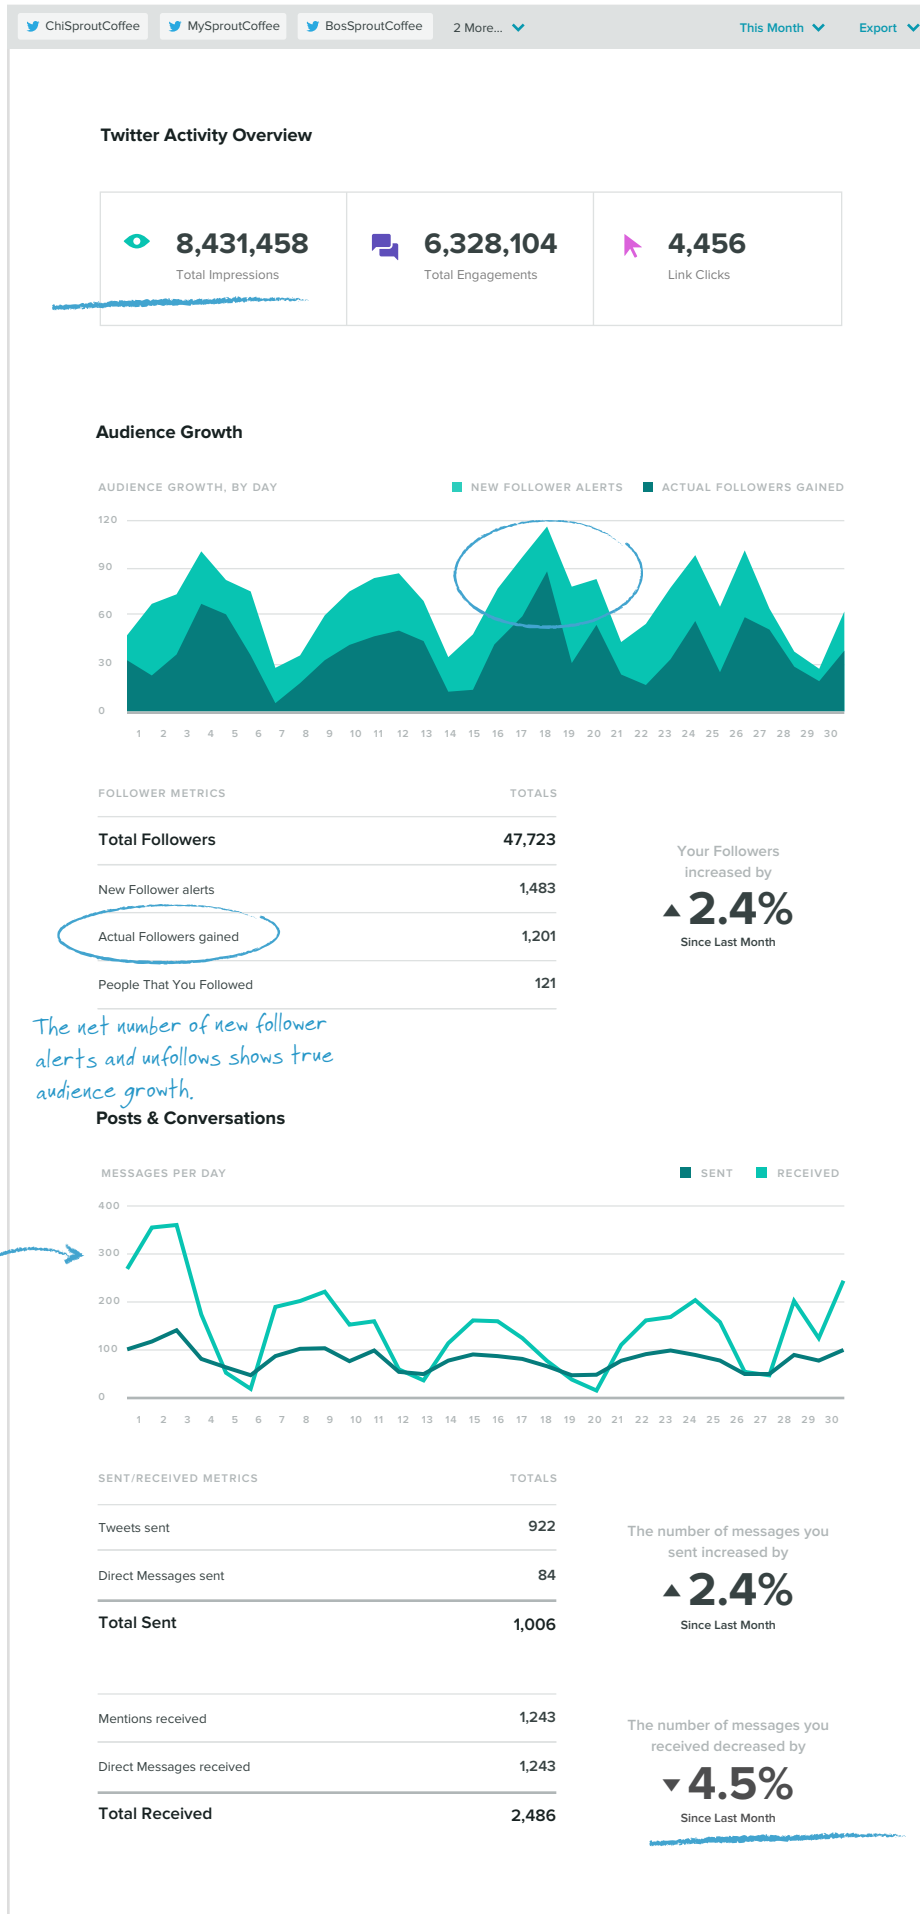 ChiSproutCoffee MySproutCoffee BosSproutCoffee 2 More... This Month Export
Twitter Activity Overview
8,431,458 6,328,104 4,456
Total Impressions Total Engagements Link Clicks
Audience Growth
AUDIENCE GROWTH, BY DAY NEW FOLLOWER ALERTS ACTUAL FOLLOWERS GAINED
120
90
60
30
0
1 2 3 4 5 6 7 8 9 10 11 12 13 14 15 16 17 18 19 20 21 22 23 24 25 26 27 28 29 30
FOLLOWER METRICS TOTALS
Total Followers 47,723
New Follower alerts 1,483
Actual Followers gained 1,201
People That You Followed 121
Your Followers
increased by
2.4%
Since Last Month
The net number of new follower
alerts and unfollows shows true
audience growth.
Posts & Conversations
MESSAGES PER DAY SENT RECEIVED
400
300
200
100
0
1 2 3 4 5 6 7 8 9 10 11 12 13 14 15 16 17 18 19 20 21 22 23 24 25 26 27 28 29 30
SENT/RECEIVED METRICS TOTALS
Tweets sent 922
Direct Messages sent 84
Total Sent 1,006
The number of messages you
sent increased by
2.4%
Since Last Month
Mentions received 1,243
Direct Messages received 1,243
Total Received 2,486
The number of messages you
received decreased by
4.5%
Since Last Month